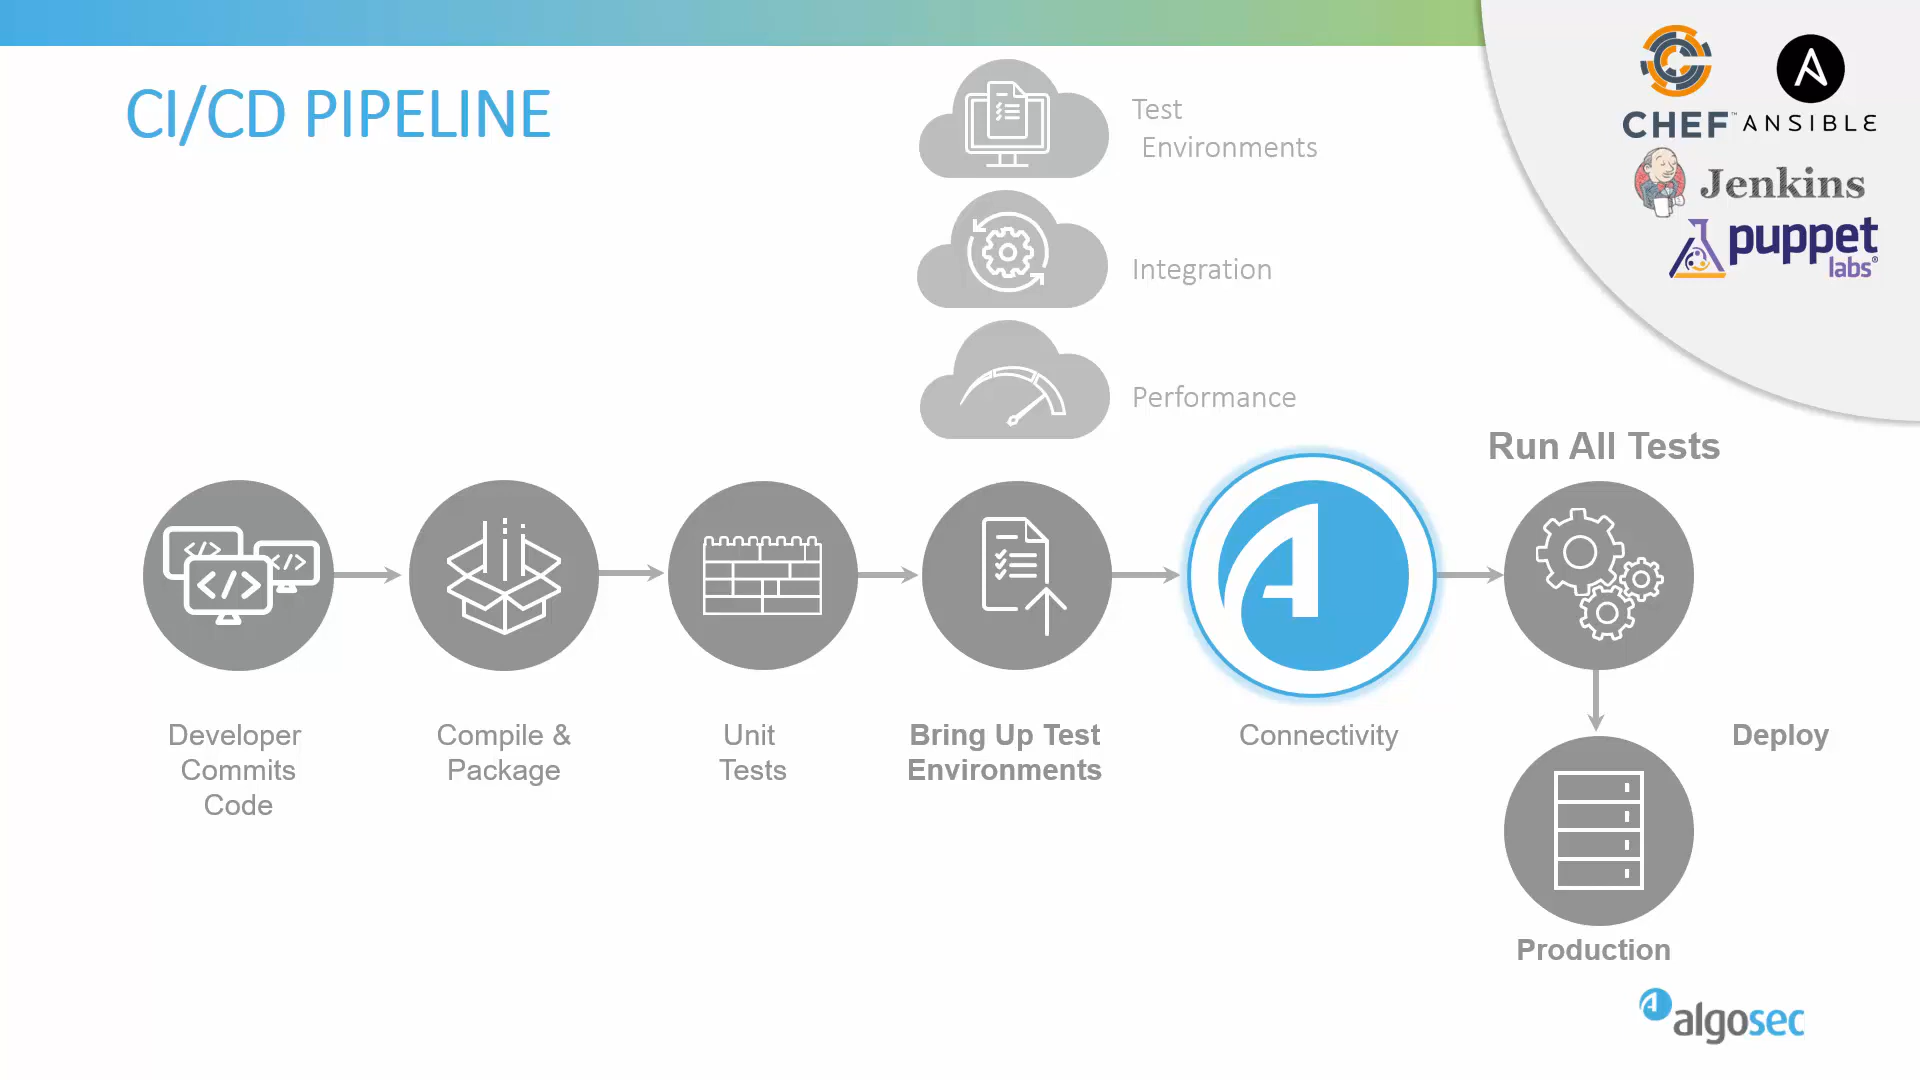 CI/CD PIPELINE
Test
Environments
Integration
Performance
CHEF™
ANSIBLE
Jenkins
puppet
labs®
Run All Tests
Developer
Commits
Code
Compile &
Package
Unit
Tests
Bring Up Test
Environments
Connectivity
Deploy
Production
algosec